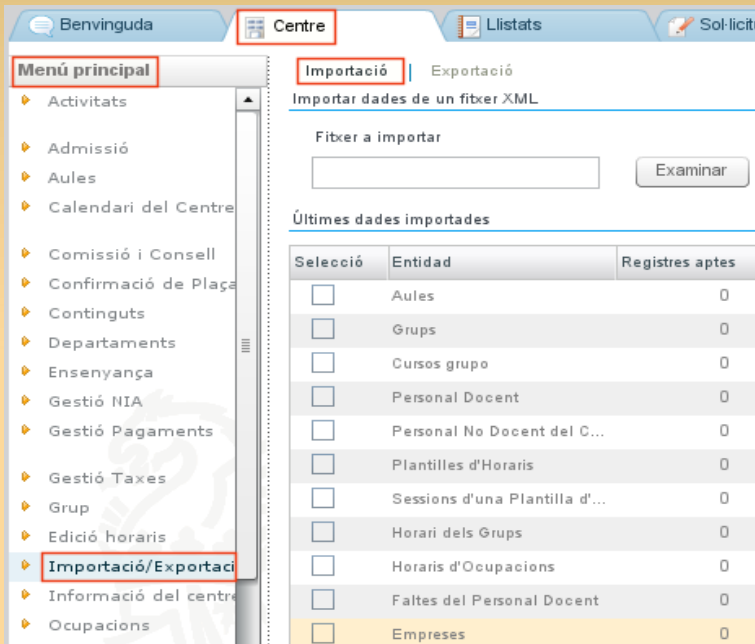 Benvinguda
Centre
Llistats
Sol·licit
Menú principal
Activitats
Admissió
Aules
Calendari del Centre
Comissió i Consell
Confirmació de Plaça
Continguts
Departaments
Ensenyança
Gestió NIA
Gestió Pagaments
Gestió Taxes
Grup
Edició horaris
Importació/Exportaci
Informació del centre
Ocupacions
Importació | Exportació
Importar dades de un fitxer XML
Fitxer a importar
Examinar
Últimes dades importades
Selecció Entidad Registres aptes
Aules 0
Grups 0
Cursos grupo 0
Personal Docent 0
Personal No Docent del C... 0
Plantilles d'Horaris 0
Sessions d'una Plantilla d'... 0
Horari dels Grups 0
Horaris d'Ocupacions 0
Faltes del Personal Docent 0
Empreses 0